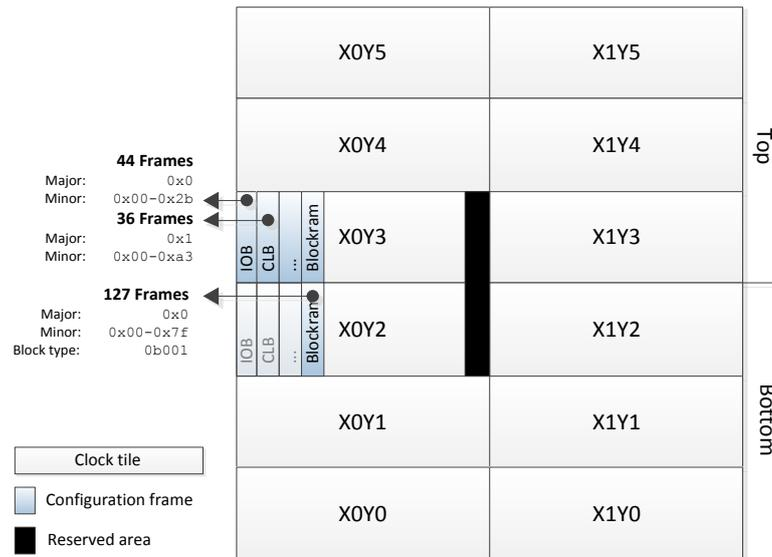 X0Y5
X1Y5
X0Y4
X1Y4
Top
44 Frames
Major: 0x0
Minor: 0x00-0x2b
36 Frames
Major: 0x1
Minor: 0x00-0xa3
IOB
CLB
...
Blockram
X0Y3
X1Y3
127 Frames
Major: 0x0
Minor: 0x00-0x7f
Block type: 0b001
IOB
CLB
...
Blockram
X0Y2
X1Y2
X0Y1
X1Y1
Bottom
X0Y0
X1Y0
Clock tile
Configuration frame
Reserved area